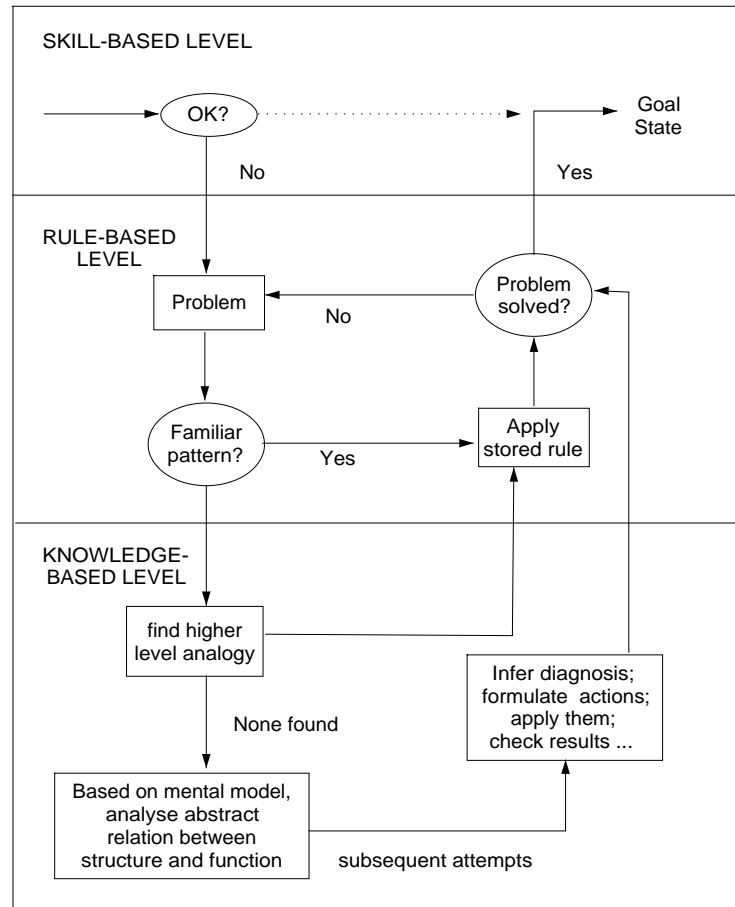 SKILL-BASED LEVEL
OK?
Goal
State
No
Yes
RULE-BASED
LEVEL
Problem
No
Problem
solved?
Familiar
pattern?
Yes
Apply
stored rule
KNOWLEDGE-
BASED LEVEL
find higher
level analogy
None found
Infer diagnosis;
formulate actions;
apply them;
check results ...
Based on mental model,
analyse abstract
relation between
structure and function
subsequent attempts